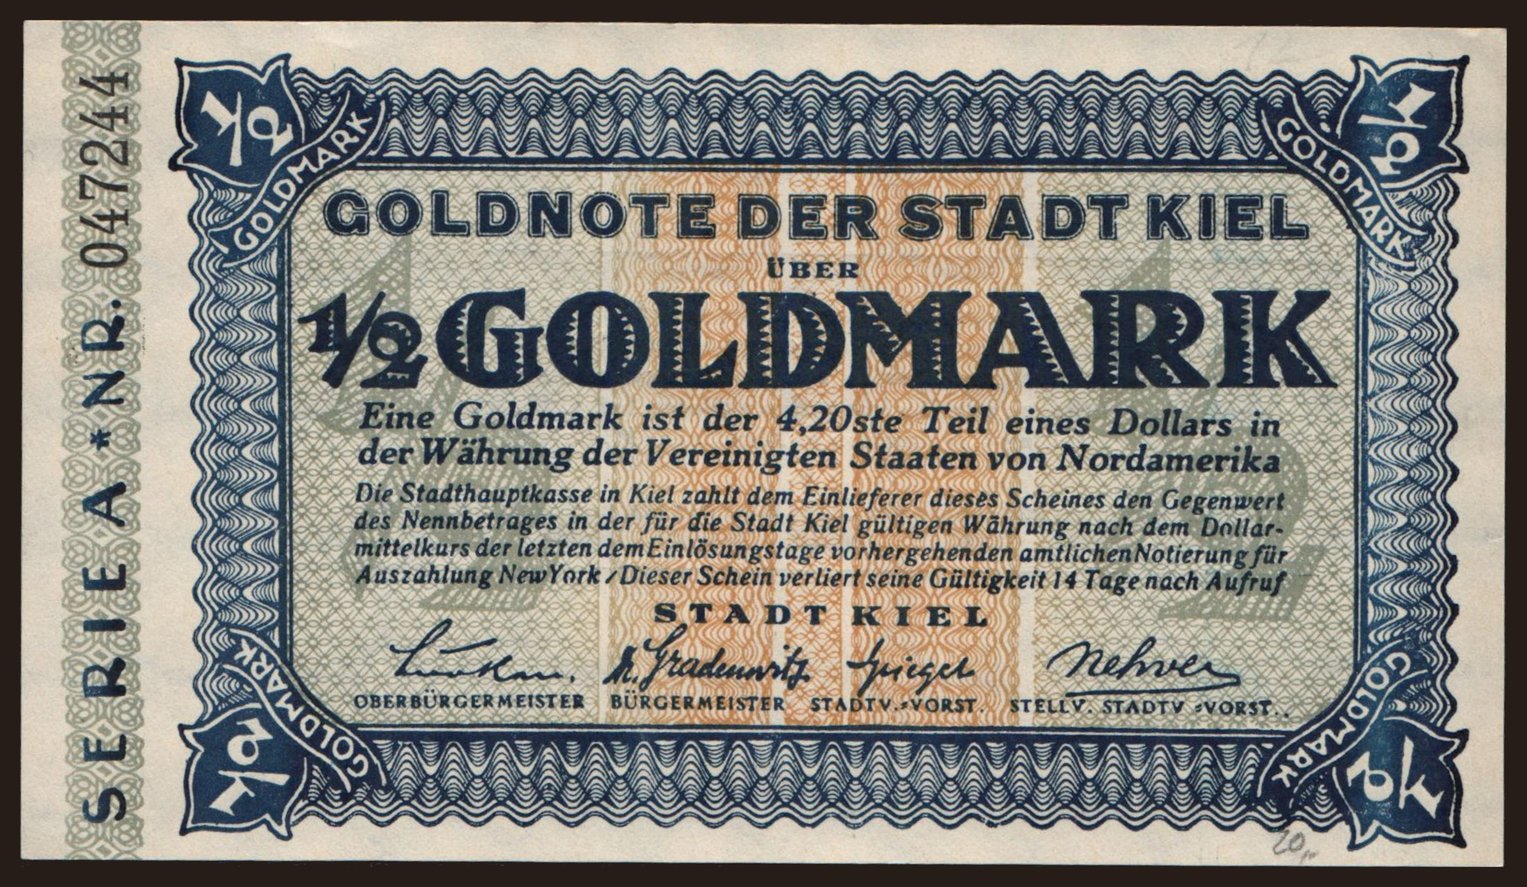 SERIE A * NR. 047244
1/2 GOLDMARK
1/2 GOLDMARK
GOLDNOTE DER STADT KIEL
ÜBER
1/2 GOLDMARK
Eine Goldmark ist der 4,20ste Teil eines Dollars in
der Währung der Vereinigten Staaten von Nordamerika
Die Stadthauptkasse in Kiel zahlt dem Einlieferer dieses Scheines den Gegenwert
des Nennbetrages in der für die Stadt Kiel gültigen Währung nach dem Dollar-
mittelkurs der letzten dem Einlösungstage vorhergehenden amtlichen Notierung für
Auszahlung New York / Dieser Schein verliert seine Gültigkeit 14 Tage nach Aufruf
STADT KIEL
Gradenwitz Spiegel
OBERBÜRGERMEISTER BÜRGERMEISTER STADTV.=VORST. STELLV. STADTV=VORST..
1/2 GOLDMARK
1/2 GOLDMARK
20,